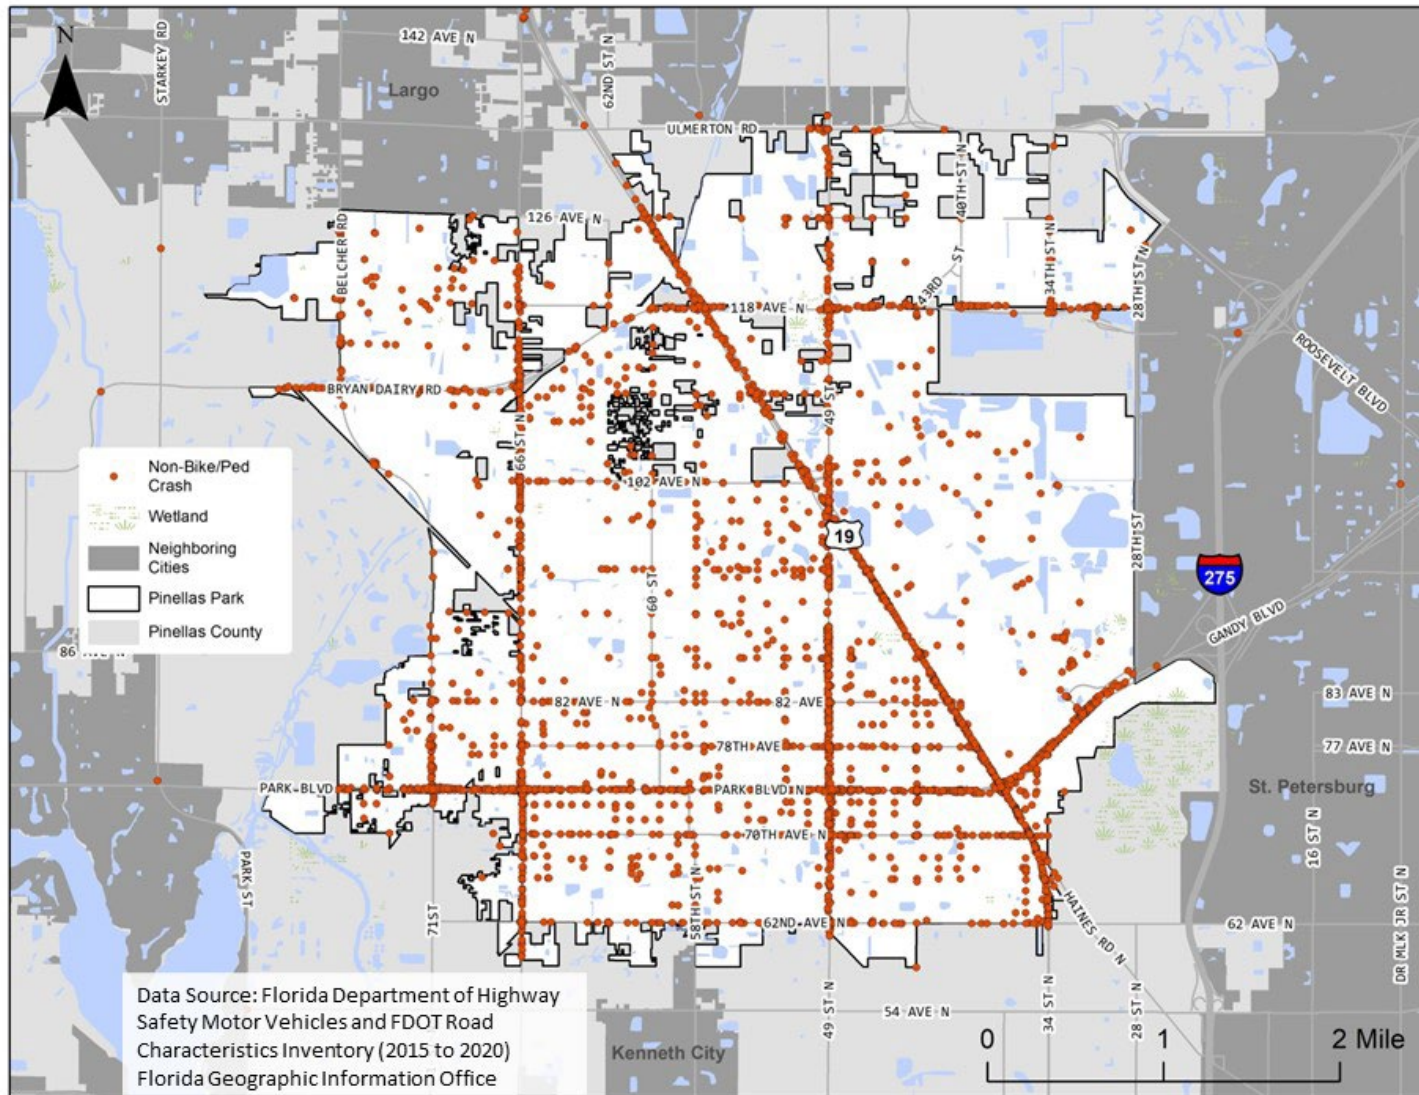 N
STARKEY RD
142 AVE N
62ND ST N
Largo
ULMERTON RD
40TH ST N
126 AVE N
BELCHER RD
34TH ST N
28TH ST N
43RD ST
118 AVE N
ROOSEVELT BLVD
BRYAN DAIRY RD
49 ST
66 ST N
102 AVE N
Non-Bike/Ped
Crash
Wetland
Neighboring
Cities
Pinellas Park
Pinellas County
19
28TH ST
275
60 ST
GANDY BLVD
86 AVE N
82 AVE N
82 AVE
83 AVE N
78TH AVE
77 AVE N
PARK BLVD
PARK BLVD N
St. Petersburg
70TH AVE N
16 ST N
PARK ST
71ST
58TH ST N
62ND AVE N
HAINES RD N
62 AVE N
DR MLK JR ST N
49 ST N
34 ST N
28 ST N
54 AVE N
Kenneth City
Data Source: Florida Department of Highway
Safety Motor Vehicles and FDOT Road
Characteristics Inventory (2015 to 2020)
Florida Geographic Information Office
0 1 2 Mile